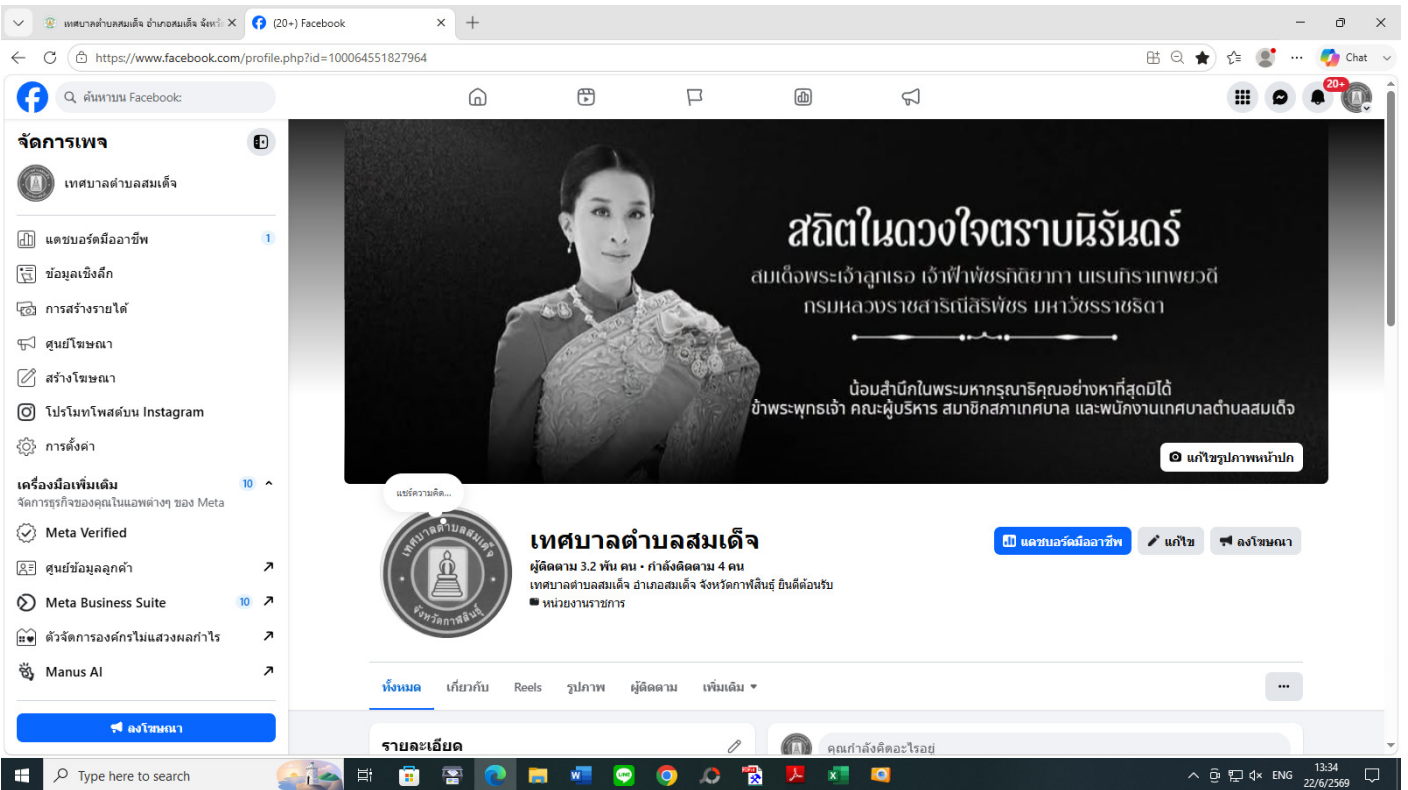 เทศบาลตำบลสมเด็จ อำเภอสมเด็จ จังหวั
(20+) Facebook
https://www.facebook.com/profile.php?id=100064551827964
Chat
ค้นหาบน Facebook:
20+
จัดการเพจ
เทศบาลตำบลสมเด็จ
แดชบอร์ดมืออาชีพ 1
ข้อมูลเชิงลึก
การสร้างรายได้
ศูนย์โฆษณา
สร้างโฆษณา
โปรโมทโพสต์บน Instagram
การตั้งค่า
เครื่องมือเพิ่มเติม 10
จัดการธุรกิจของคุณในแอพต่างๆ ของ Meta
Meta Verified
ศูนย์ข้อมูลลูกค้า
Meta Business Suite 10
ตัวจัดการองค์กรไม่แสวงผลกำไร
Manus AI
ลงโฆษณา
สถิตในดวงใจตราบนิรันดร์
สมเด็จพระเจ้าลูกเธอ เจ้าฟ้าพัชรกิติยาภา นเรนทิราเทพยวดี
กรมหลวงราชสาริณีสิริพัชร มหาวัชรราชธิดา
น้อมสำนึกในพระมหากรุณาธิคุณอย่างหาที่สุดมิได้
ข้าพระพุทธเจ้า คณะผู้บริหาร สมาชิกสภาเทศบาล และพนักงานเทศบาลตำบลสมเด็จ
แก้ไขรูปภาพหน้าปก
แชร์ความคิด...
เทศบาลตำบลสมเด็จ
จังหวัดกาฬสินธุ์
เทศบาลตำบลสมเด็จ
ผู้ติดตาม 3.2 พัน คน • กำลังติดตาม 4 คน
เทศบาลตำบลสมเด็จ อำเภอสมเด็จ จังหวัดกาฬสินธุ์ ยินดีต้อนรับ
หน่วยงานราชการ
แดชบอร์ดมืออาชีพ
แก้ไข
ลงโฆษณา
ทั้งหมด เกี่ยวกับ Reels รูปภาพ ผู้ติดตาม เพิ่มเติม
รายละเอียด
คุณกำลังคิดอะไรอยู่
Type here to search
ENG
13:34
22/6/2569